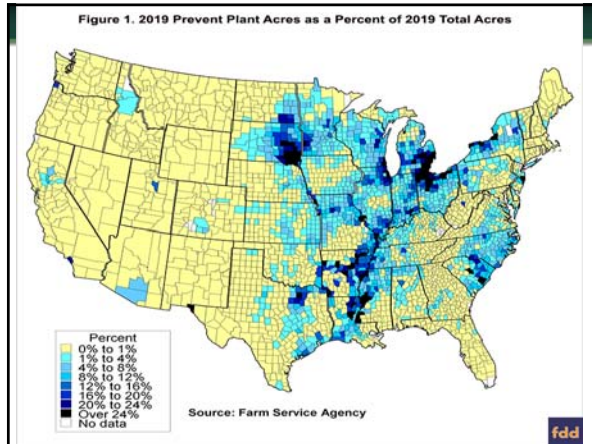 Figure 1. 2019 Prevent Plant Acres as a Percent of 2019 Total Acres
Percent
0% to 1%
1% to 4%
4% to 8%
8% to 12%
12% to 16%
16% to 20%
20% to 24%
Over 24%
No data
Source: Farm Service Agency
fdd